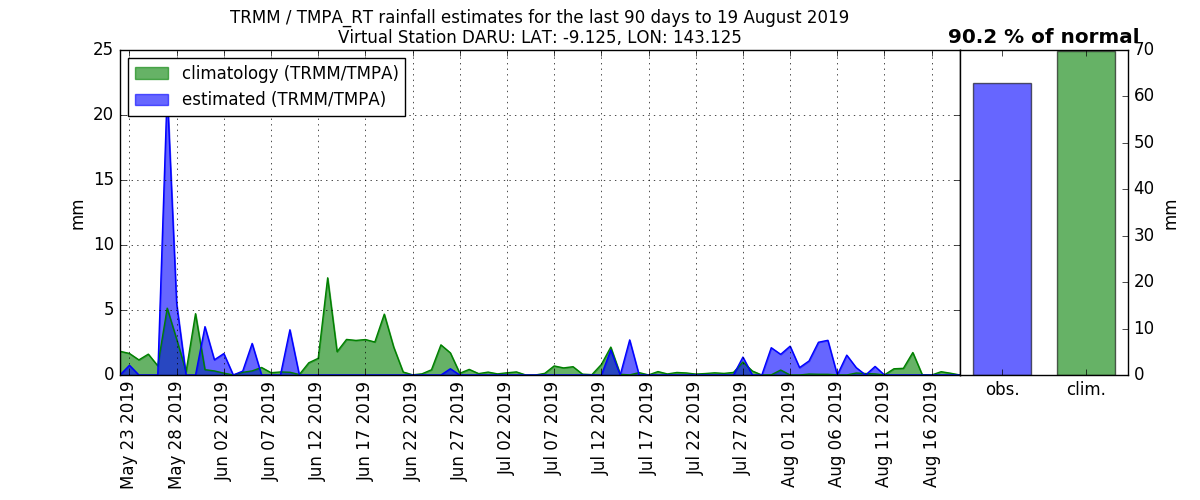 TRMM / TMPA_RT rainfall estimates for the last 90 days to 19 August 2019
Virtual Station DARU: LAT: -9.125, LON: 143.125
90.2 % of normal
climatology (TRMM/TMPA)
estimated (TRMM/TMPA)
25
20
15
10
5
0
mm
May 23 2019
May 28 2019
Jun 02 2019
Jun 07 2019
Jun 12 2019
Jun 17 2019
Jun 22 2019
Jun 27 2019
Jul 02 2019
Jul 07 2019
Jul 12 2019
Jul 17 2019
Jul 22 2019
Jul 27 2019
Aug 01 2019
Aug 06 2019
Aug 11 2019
Aug 16 2019
70
60
50
40
30
20
10
0
mm
obs.
clim.